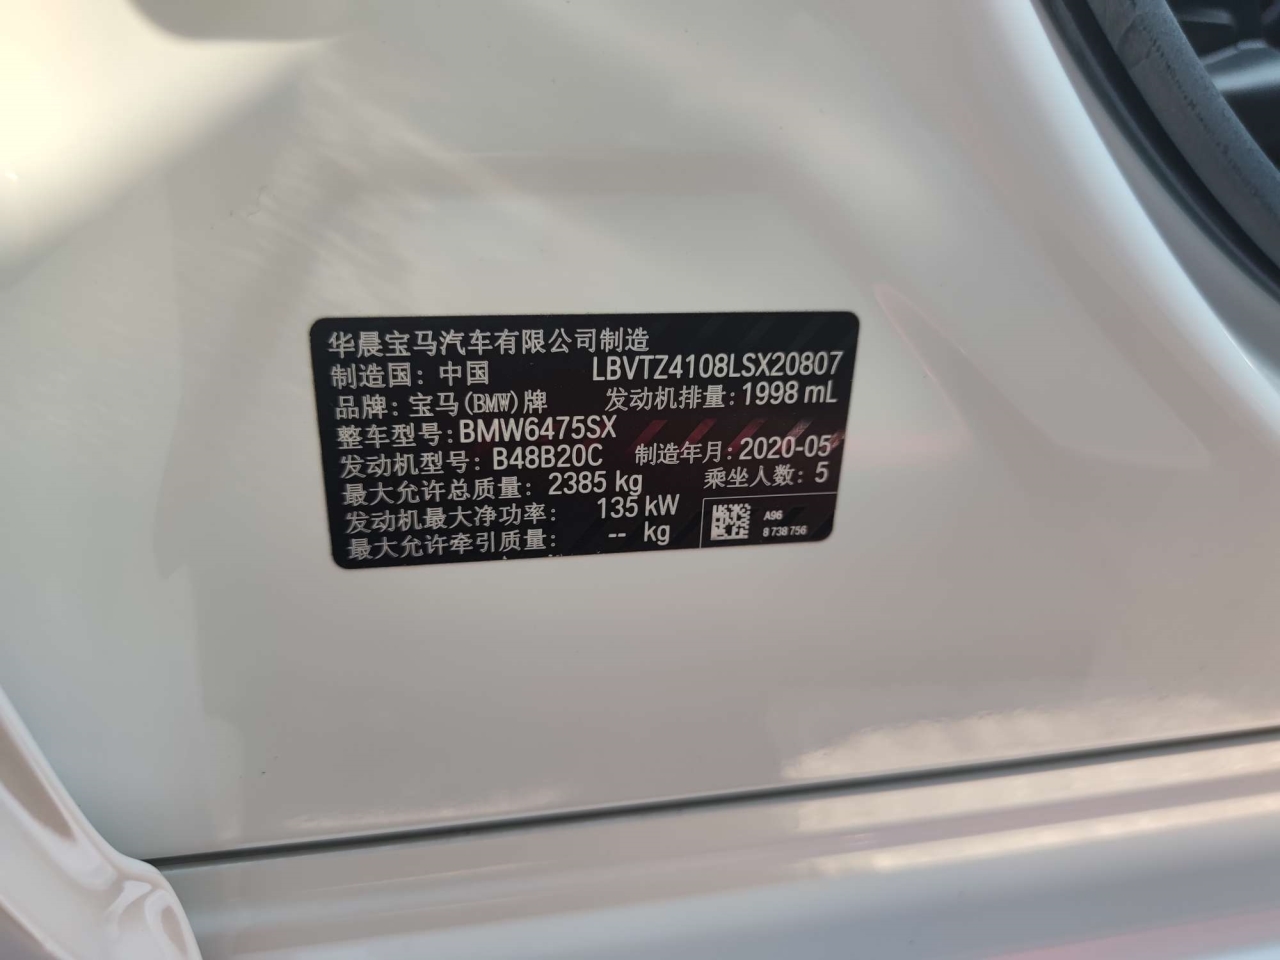 华晨宝马汽车有限公司制造
制造国: 中国 LBVTZ4108LSX20807
品牌: 宝马(BMW)牌 发动机排量: 1998 mL
整车型号: BMW6475SX
发动机型号: B48B20C 制造年月: 2020-05
最大允许总质量: 2385 kg 乘坐人数: 5
发动机最大净功率: 135 kW
最大允许牵引质量: -- kg
A96
8 738 756